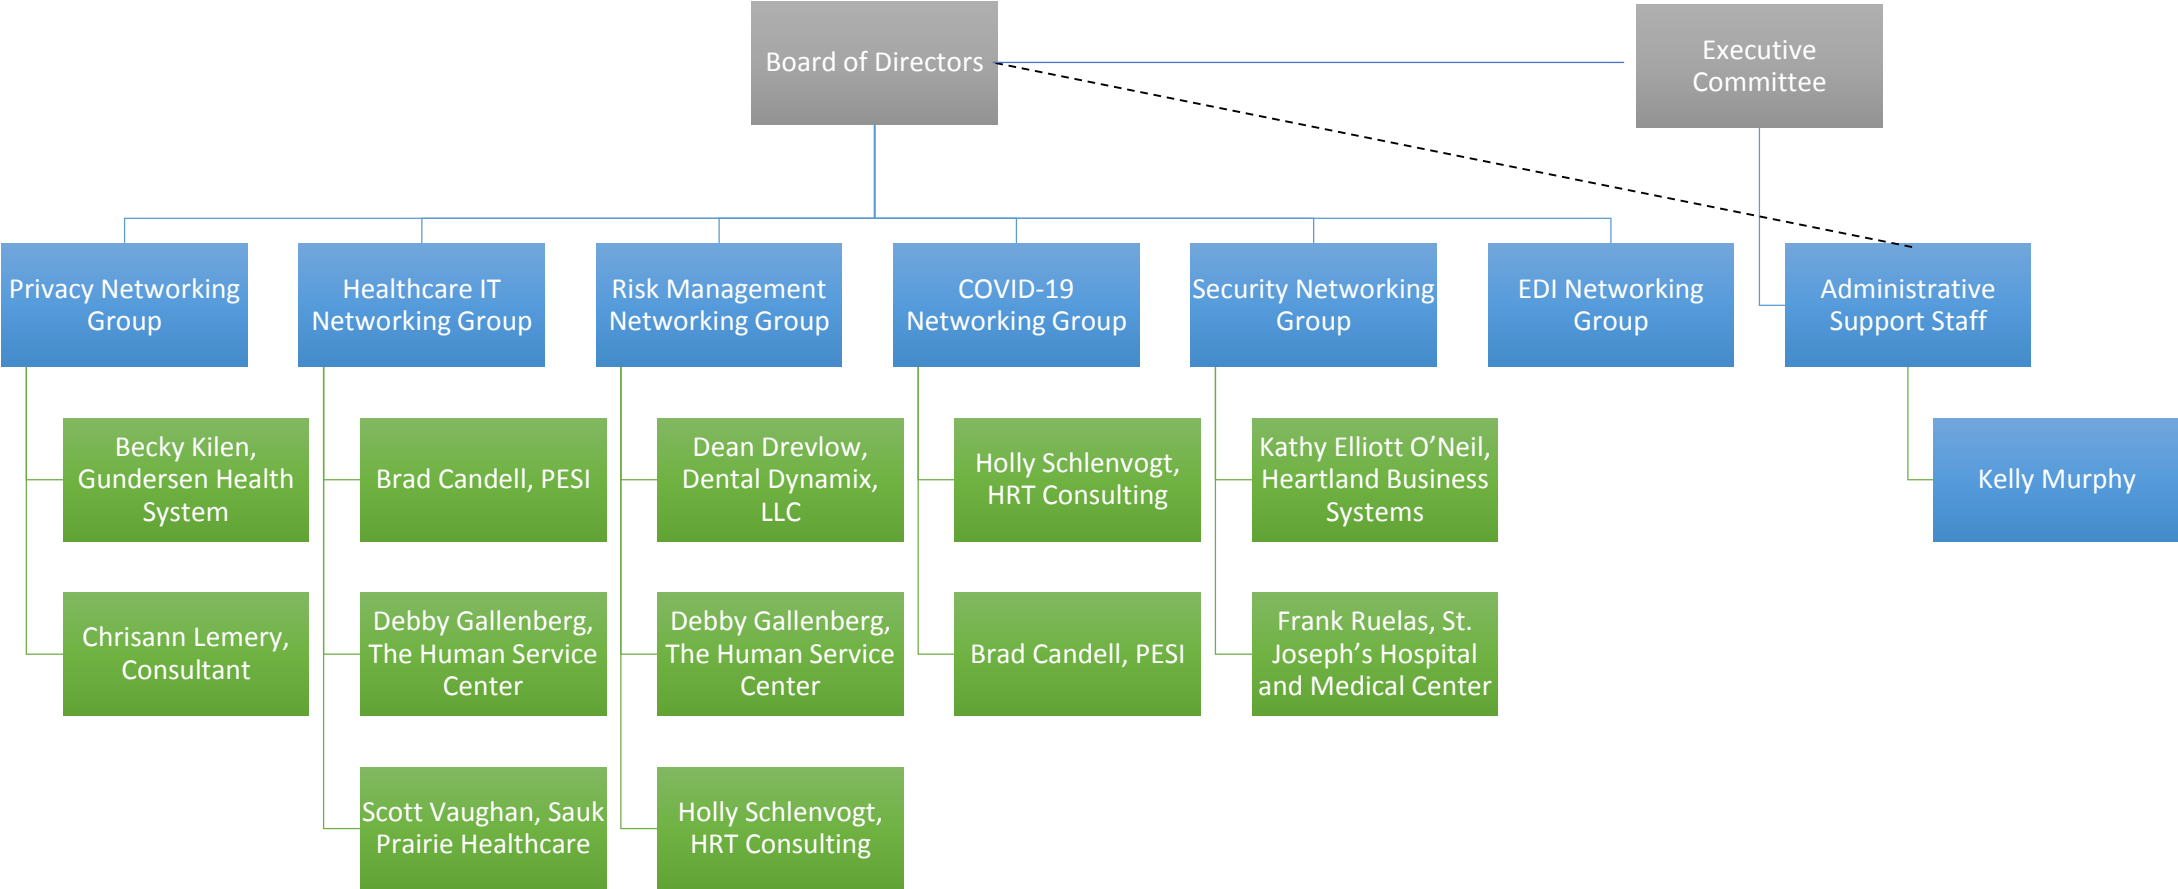 Board of Directors
Executive
Committee
Privacy Networking
Group
Healthcare IT
Networking Group
Risk Management
Networking Group
COVID-19
Networking Group
Security Networking
Group
EDI Networking
Group
Administrative
Support Staff
Becky Kilen,
Gundersen Health
System
Brad Candell, PESI
Dean Drevlow,
Dental Dynamix,
LLC
Holly Schlenvogt,
HRT Consulting
Kathy Elliott O’Neil,
Heartland Business
Systems
Kelly Murphy
Chrisann Lemery,
Consultant
Debby Gallenberg,
The Human Service
Center
Debby Gallenberg,
The Human Service
Center
Brad Candell, PESI
Frank Ruelas, St.
Joseph’s Hospital
and Medical Center
Scott Vaughan, Sauk
Prairie Healthcare
Holly Schlenvogt,
HRT Consulting